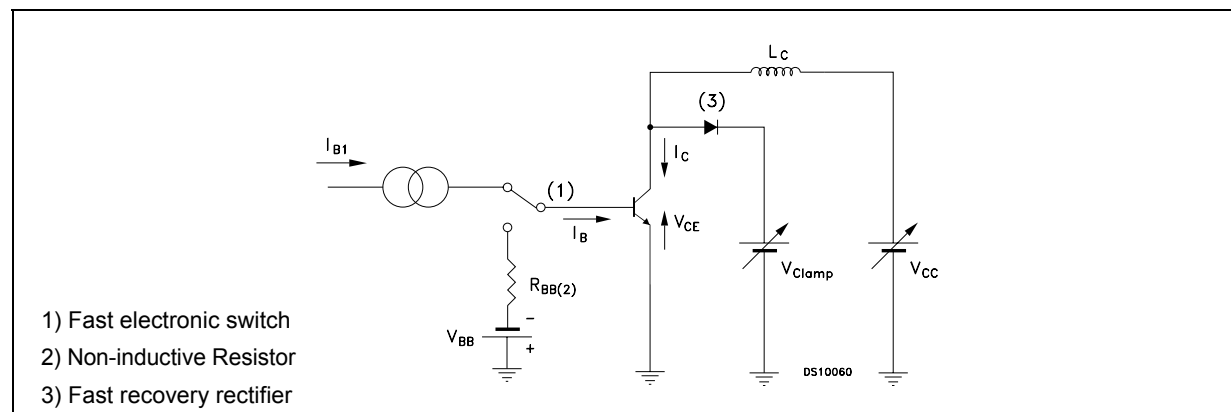 LC
(3)
IB1
IC
(1)
IB
VCE
VClamp
VCC
RBB(2)
-
VBB
+
DS10060
1) Fast electronic switch
2) Non-inductive Resistor
3) Fast recovery rectifier